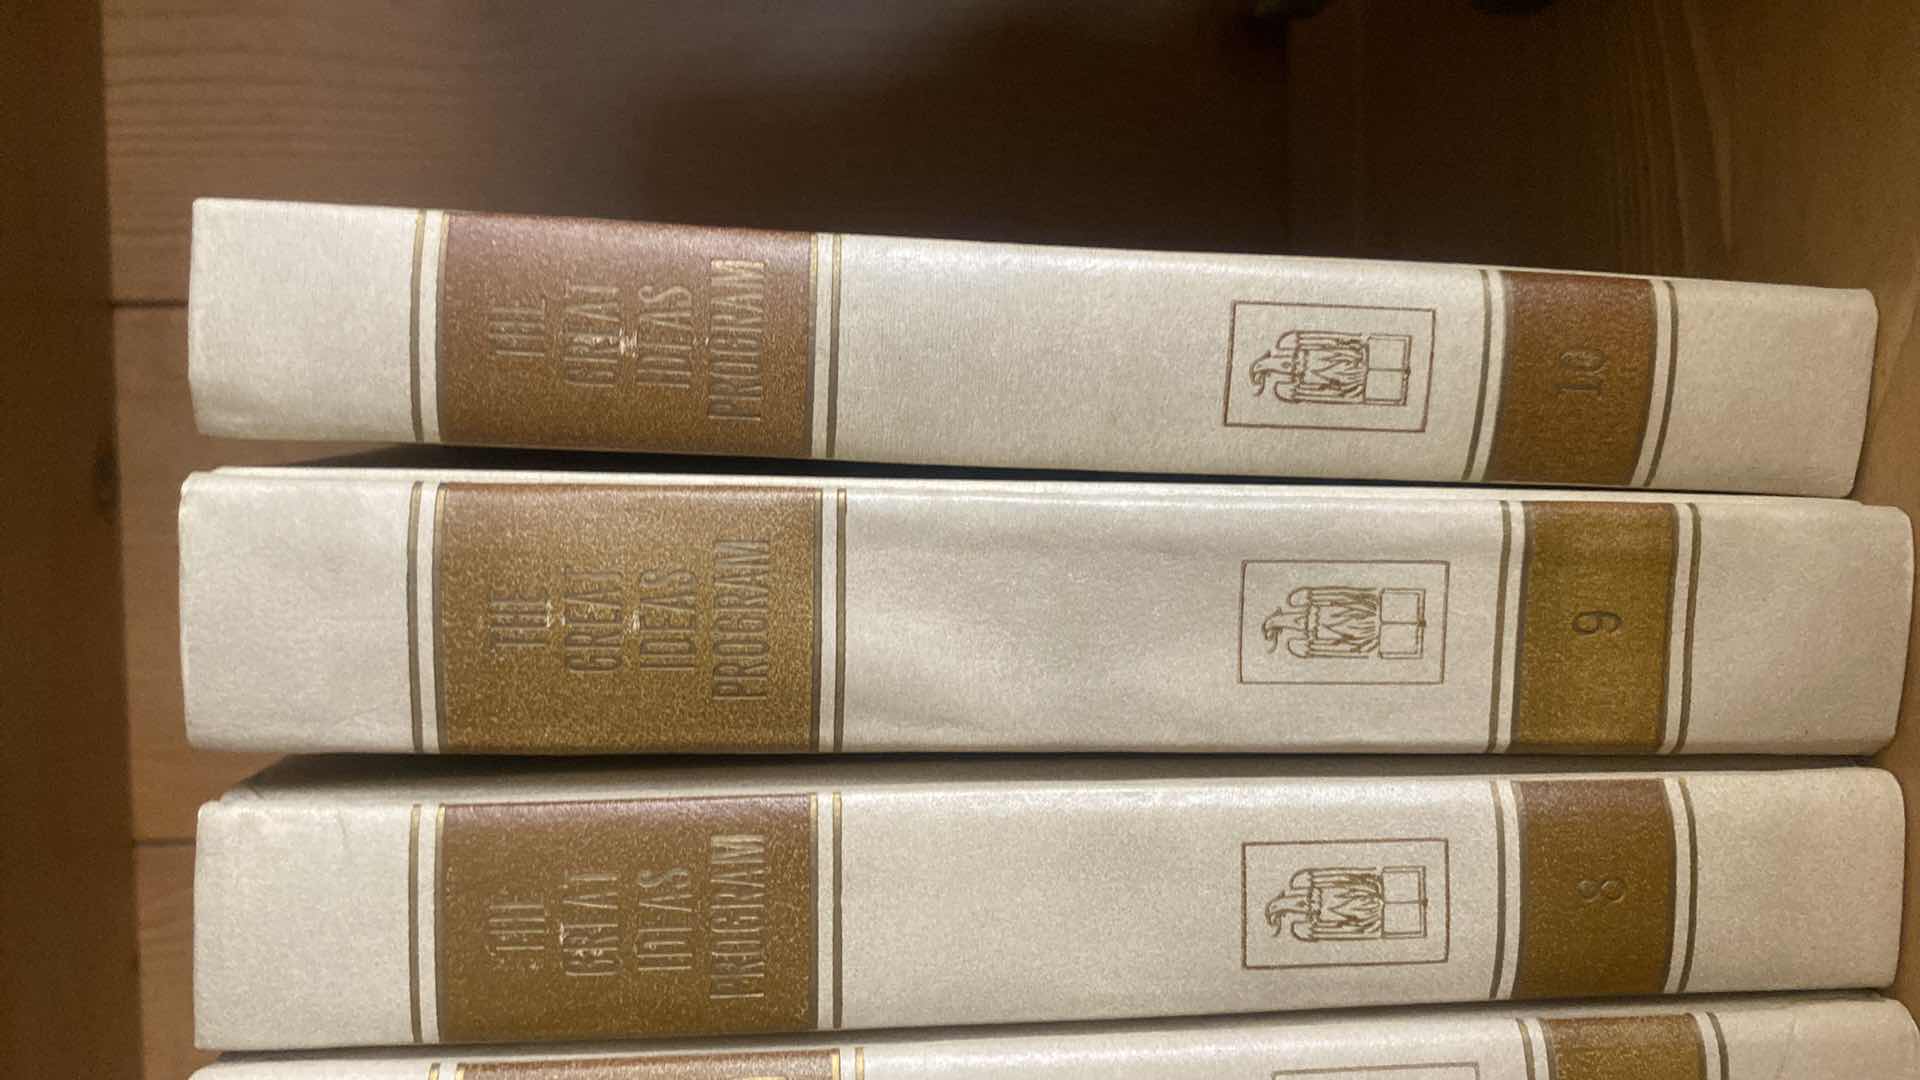 THE
GREAT
IDEAS
PROGRAM
10
THE
GREAT
IDEAS
PROGRAM
9
THE
GREAT
IDEAS
PROGRAM
8